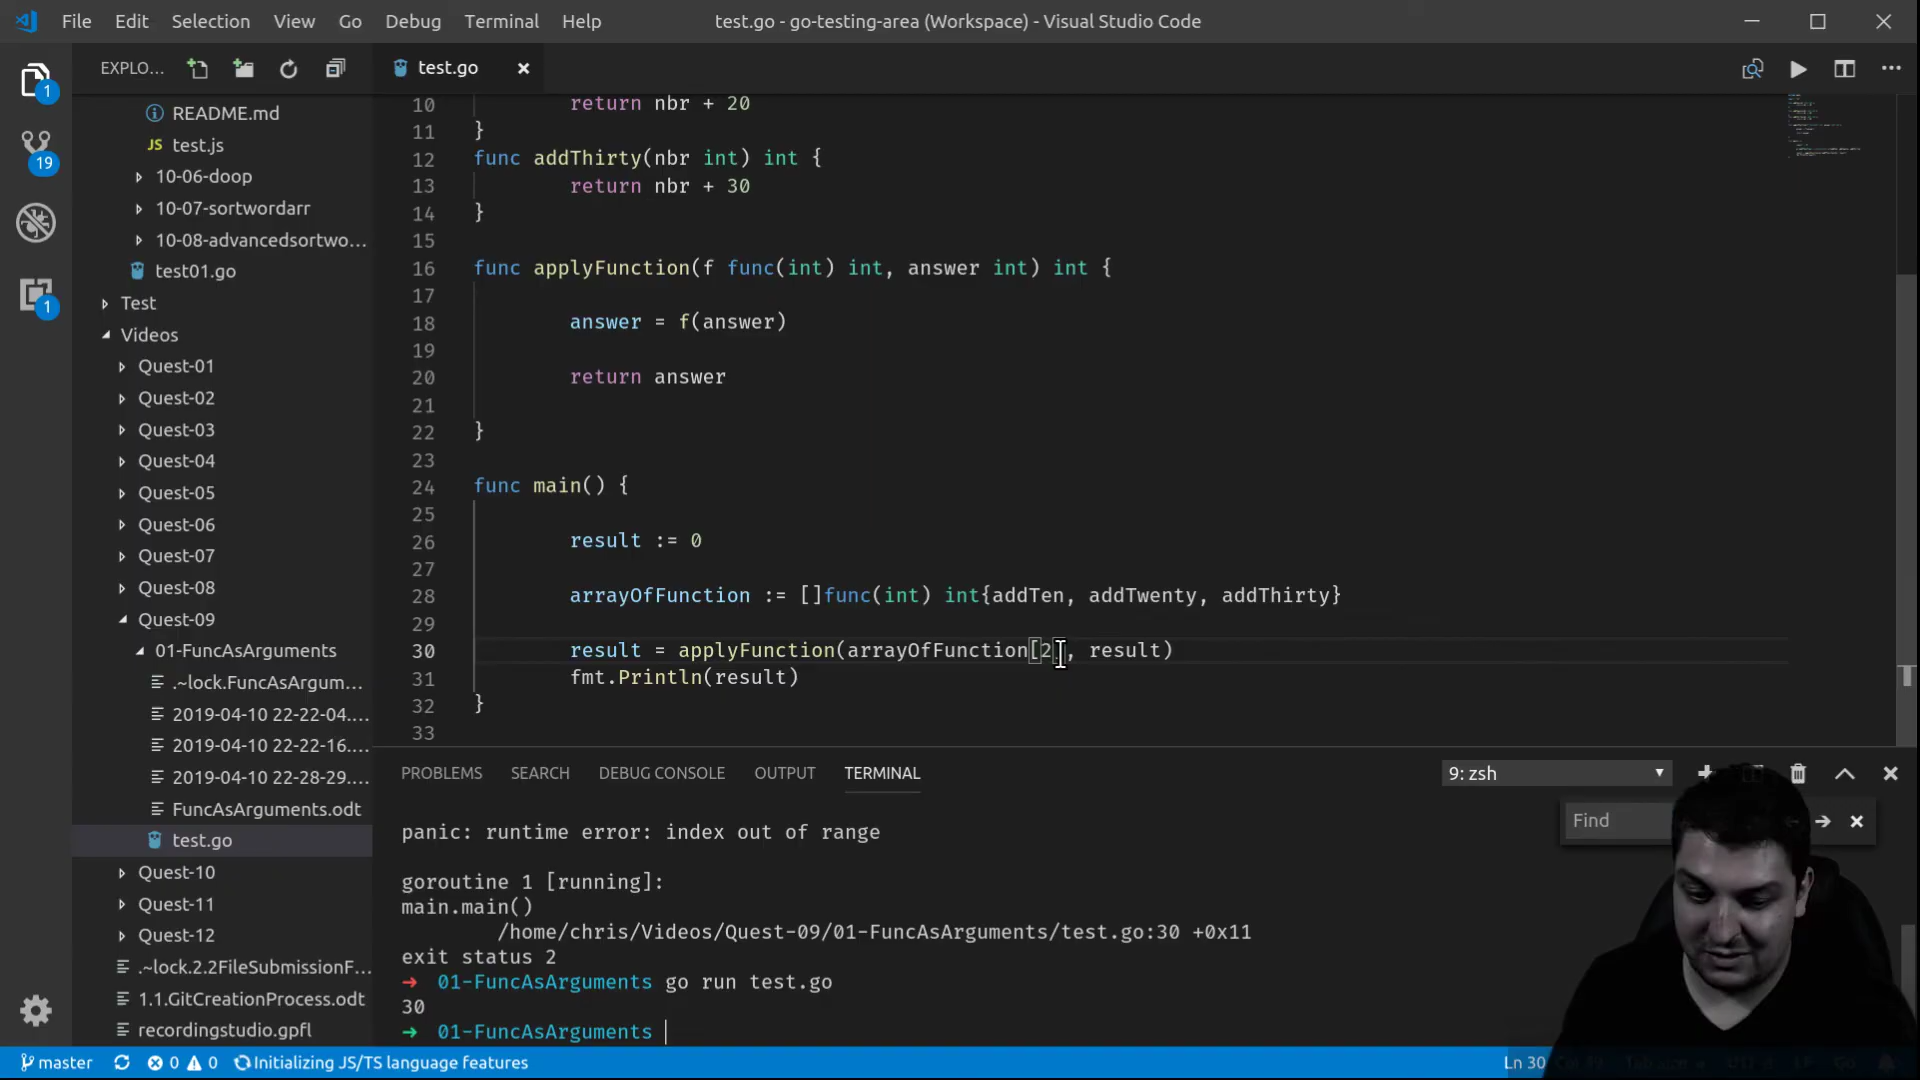 File Edit Selection View Go Debug Terminal Help
test.go - go-testing-area (Workspace) - Visual Studio Code
EXPLO...
test.go
1
19
1
README.md
JS test.js
10-06-doop
10-07-sortwordarr
10-08-advancedsortwo...
test01.go
Test
Videos
Quest-01
Quest-02
Quest-03
Quest-04
Quest-05
Quest-06
Quest-07
Quest-08
Quest-09
01-FuncAsArguments
.~lock.FuncAsArgum...
2019-04-10 22-22-04....
2019-04-10 22-22-16....
2019-04-10 22-28-29....
FuncAsArguments.odt
test.go
Quest-10
Quest-11
Quest-12
.~lock.2.2FileSubmissionF...
1.1.GitCreationProcess.odt
recordingstudio.gpfl
10 return nbr + 20
11 }
12 func addThirty(nbr int) int {
13 return nbr + 30
14 }
15
16 func applyFunction(f func(int) int, answer int) int {
17
18 answer = f(answer)
19
20 return answer
21
22 }
23
24 func main() {
25
26 result := 0
27
28 arrayOfFunction := []func(int) int{addTen, addTwenty, addThirty}
29
30 result = applyFunction(arrayOfFunction[2], result)
31 fmt.Println(result)
32 }
33
PROBLEMS SEARCH DEBUG CONSOLE OUTPUT TERMINAL
9: zsh
Find
panic: runtime error: index out of range
goroutine 1 [running]:
main.main()
/home/chris/Videos/Quest-09/01-FuncAsArguments/test.go:30 +0x11
exit status 2
➜ 01-FuncAsArguments go run test.go
30
➜ 01-FuncAsArguments
master 0 0 Initializing JS/TS language features
Ln 30